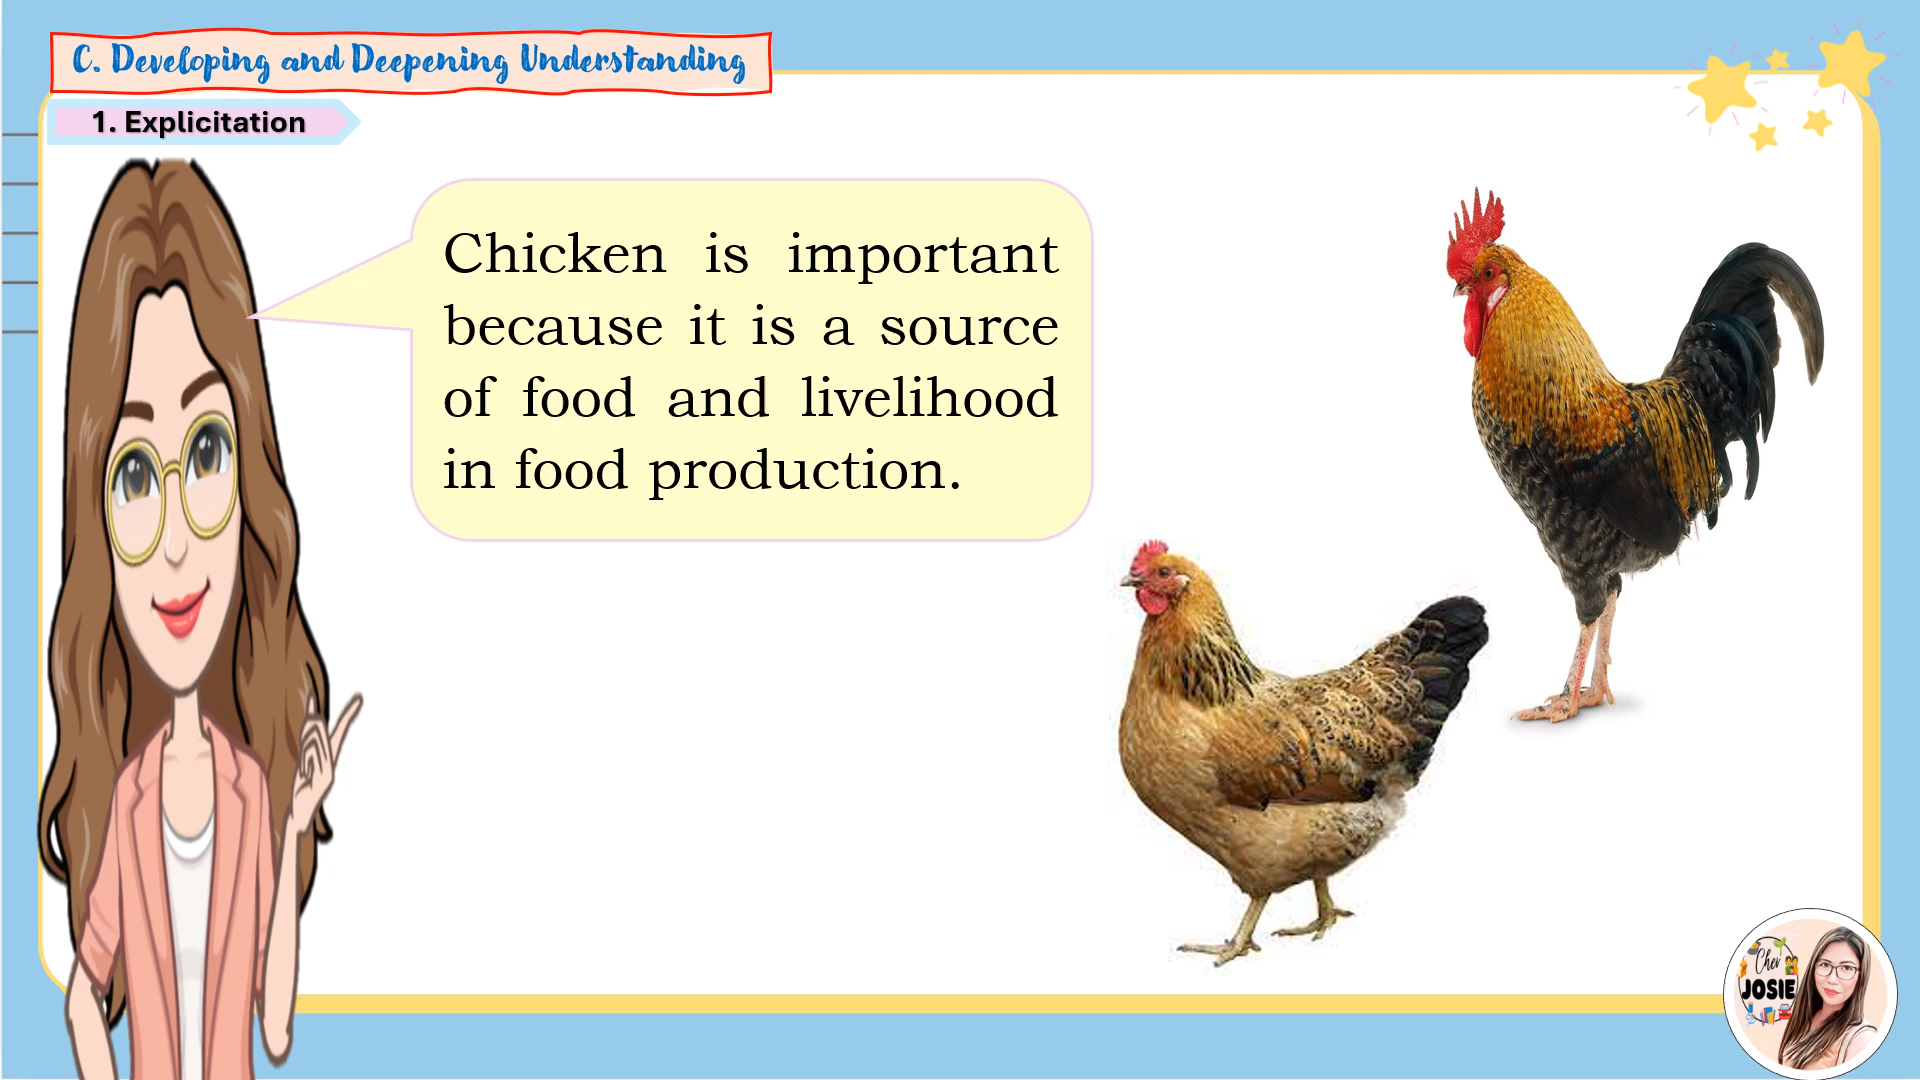 C. Developing and Deepening Understanding
1. Explicitation
Chicken is important
because it is a source
of food and livelihood
in food production.
Cher
JOSIE